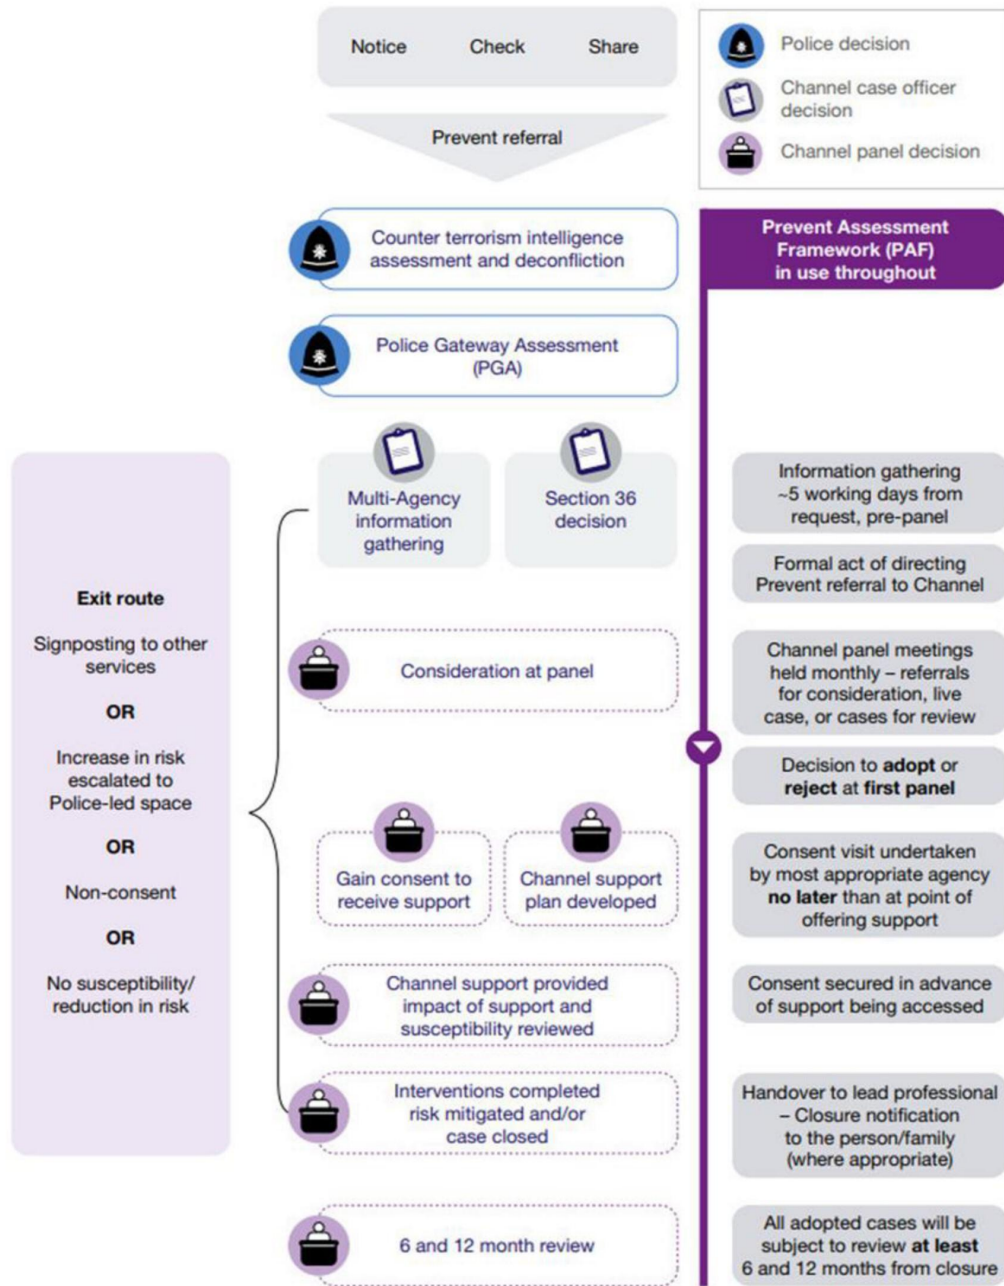 Notice Check Share
Prevent referral
Police decision
Channel case officer
decision
Channel panel decision
Counter terrorism intelligence
assessment and deconfliction
Police Gateway Assessment
(PGA)
Prevent Assessment
Framework (PAF)
in use throughout
Multi-Agency
information
gathering
Section 36
decision
Information gathering
~5 working days from
request, pre-panel
Formal act of directing
Prevent referral to Channel
Exit route
Signposting to other
services
OR
Increase in risk
escalated to
Police-led space
OR
Non-consent
OR
No susceptibility/
reduction in risk
Consideration at panel
Channel panel meetings
held monthly – referrals
for consideration, live
case, or cases for review
Decision to adopt or
reject at first panel
Gain consent to
receive support
Channel support
plan developed
Consent visit undertaken
by most appropriate agency
no later than at point of
offering support
Channel support provided
impact of support and
susceptibility reviewed
Consent secured in advance
of support being accessed
Interventions completed
risk mitigated and/or
case closed
Handover to lead professional
– Closure notification
to the person/family
(where appropriate)
6 and 12 month review
All adopted cases will be
subject to review at least
6 and 12 months from closure